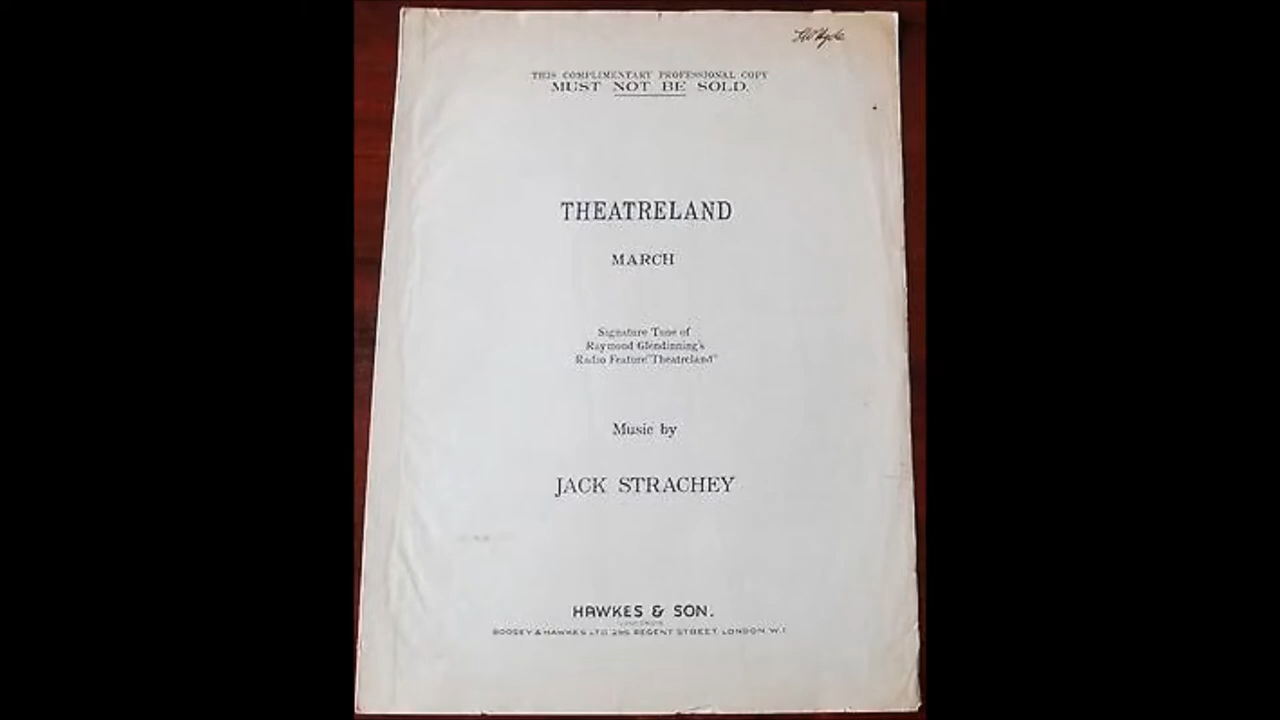 THIS COMPLIMENTARY PROFESSIONAL COPY
MUST NOT BE SOLD.
THEATRELAND
MARCH
Signature Tune of
Raymond Glendinning's
Radio Feature "Theatreland"
Music by
JACK STRACHEY
HAWKES & SON.
BOOSEY & HAWKES LTD. 295 REGENT STREET, LONDON. W.1